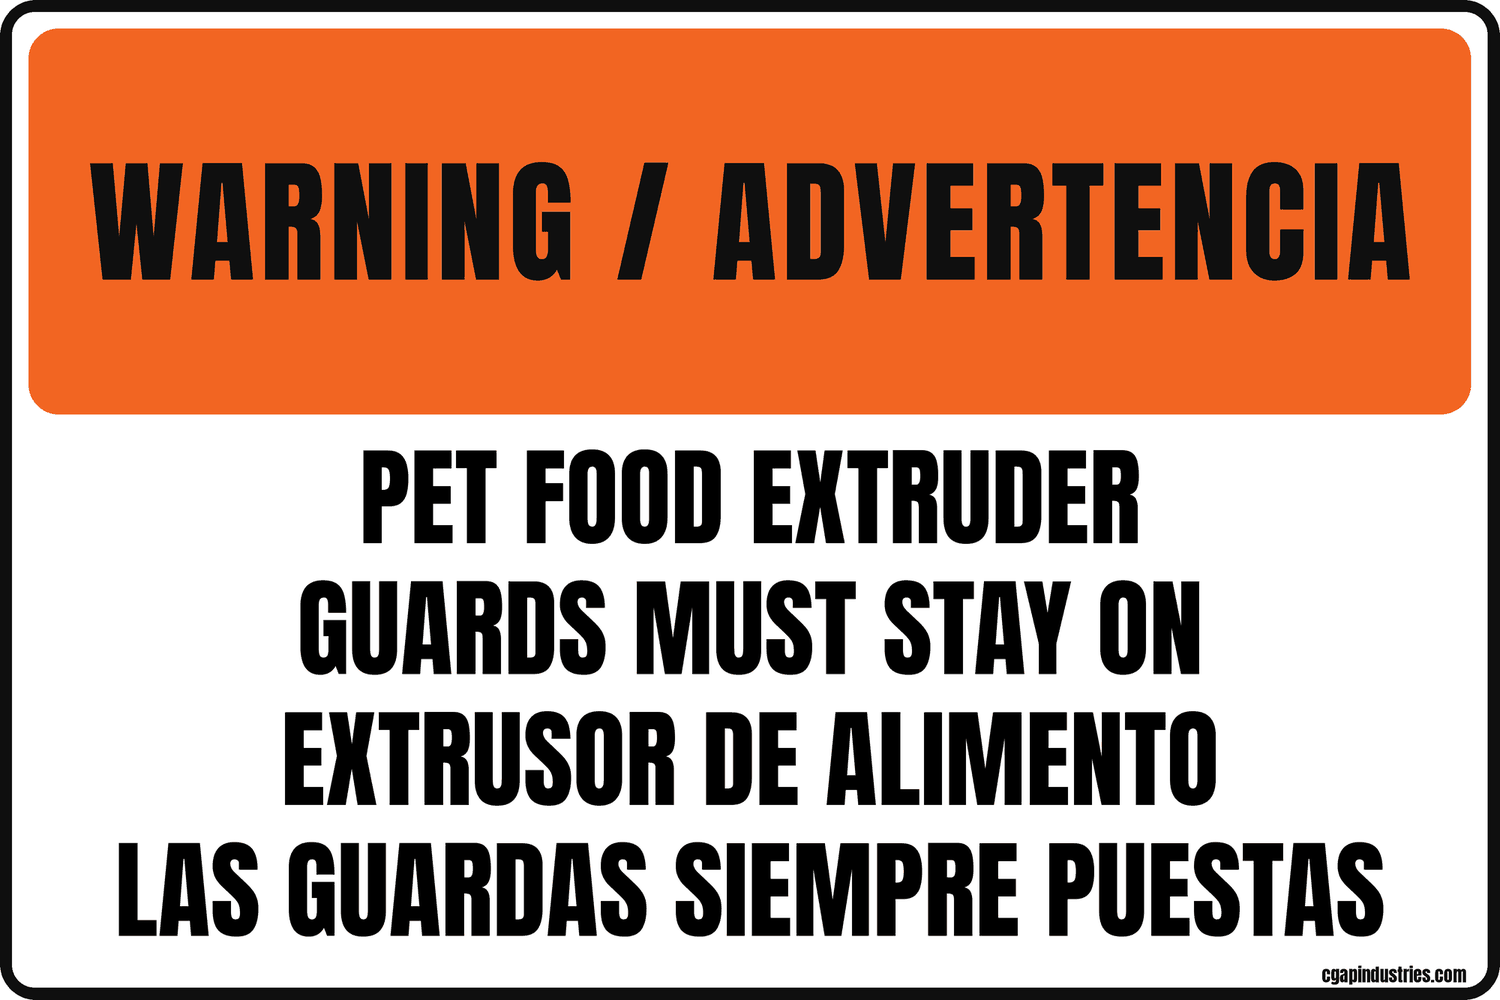 WARNING / ADVERTENCIA
PET FOOD EXTRUDER
GUARDS MUST STAY ON
EXTRUSOR DE ALIMENTO
LAS GUARDAS SIEMPRE PUESTAS
cgapindustries.com